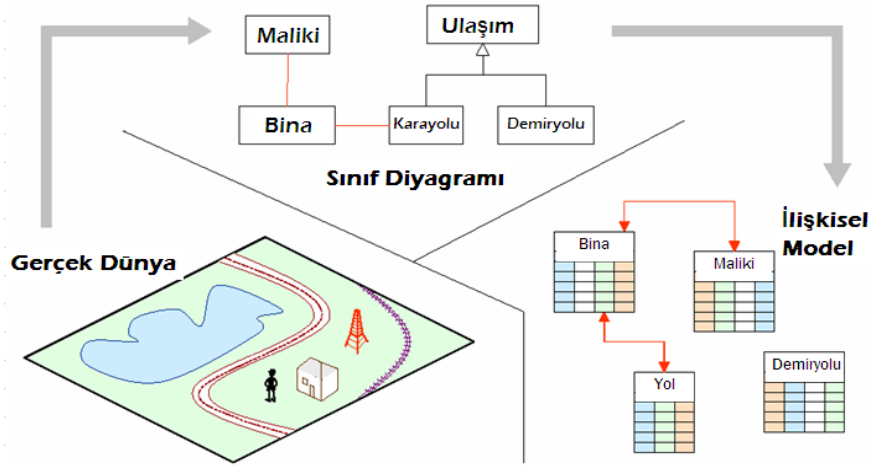 Maliki
Ulaşım
Bina
Karayolu
Demiryolu
Sınıf Diyagramı
Gerçek Dünya
İlişkisel
Model
Bina
Maliki
Yol
Demiryolu